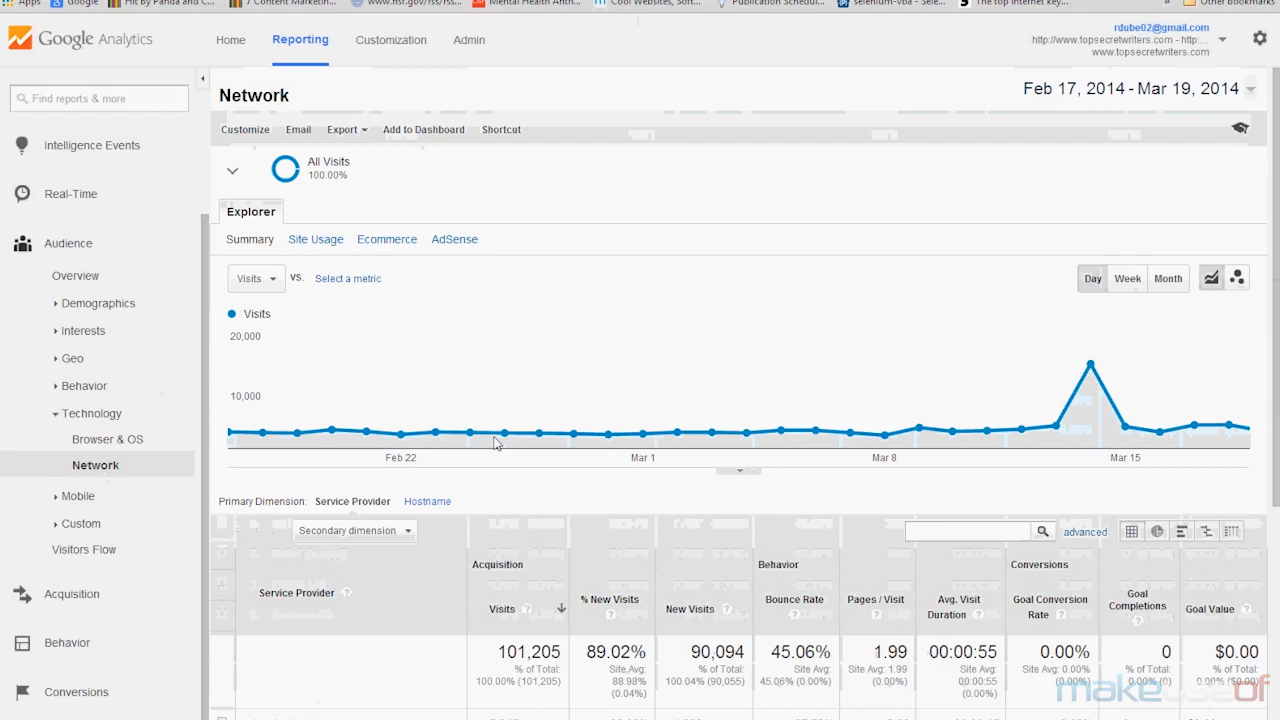 Apps
Google
Hit by Panda and C...
7 Content Marketin...
www.nsf.gov/rss/rss...
Mental Health Anth...
Cool Websites, Soft...
Publication Schedul...
selenium-vba - Sele...
The top internet key...
»
Other bookmarks
Google Analytics
Home
Reporting
Customization
Admin
rdube02@gmail.com
http://www.topsecretwriters.com - http:...
www.topsecretwriters.com
Find reports & more
Network
Feb 17, 2014 - Mar 19, 2014
Customize
Email
Export
Add to Dashboard
Shortcut
Intelligence Events
Real-Time
Audience
Overview
Demographics
Interests
Geo
Behavior
Technology
Browser & OS
Network
Mobile
Custom
Visitors Flow
Acquisition
Behavior
Conversions
All Visits
100.00%
Explorer
Summary
Site Usage
Ecommerce
AdSense
Visits
VS.
Select a metric
Day
Week
Month
Visits
20,000
10,000
Feb 22
Mar 1
Mar 8
Mar 15
Primary Dimension:
Service Provider
Hostname
Secondary dimension
advanced
Service Provider
?
Acquisition
Behavior
Conversions
Visits ?
% New Visits
?
New Visits ?
Bounce Rate
?
Pages / Visit
?
Avg. Visit
Duration ?
Goal Conversion
Rate ?
Goal
Completions
?
Goal Value ?
101,205
% of Total:
100.00% (101,205)
89.02%
Site Avg:
88.98%
(0.04%)
90,094
% of Total:
100.04% (90,055)
45.06%
Site Avg:
45.06% (0.00%)
1.99
Site Avg: 1.99
(0.00%)
00:00:55
Site Avg:
00:00:55
(0.00%)
0.00%
Site Avg: 0.00%
(0.00%)
0
% of Total:
0.00% (0)
$0.00
% of Total:
0.00% ($0.00)
makeuseof